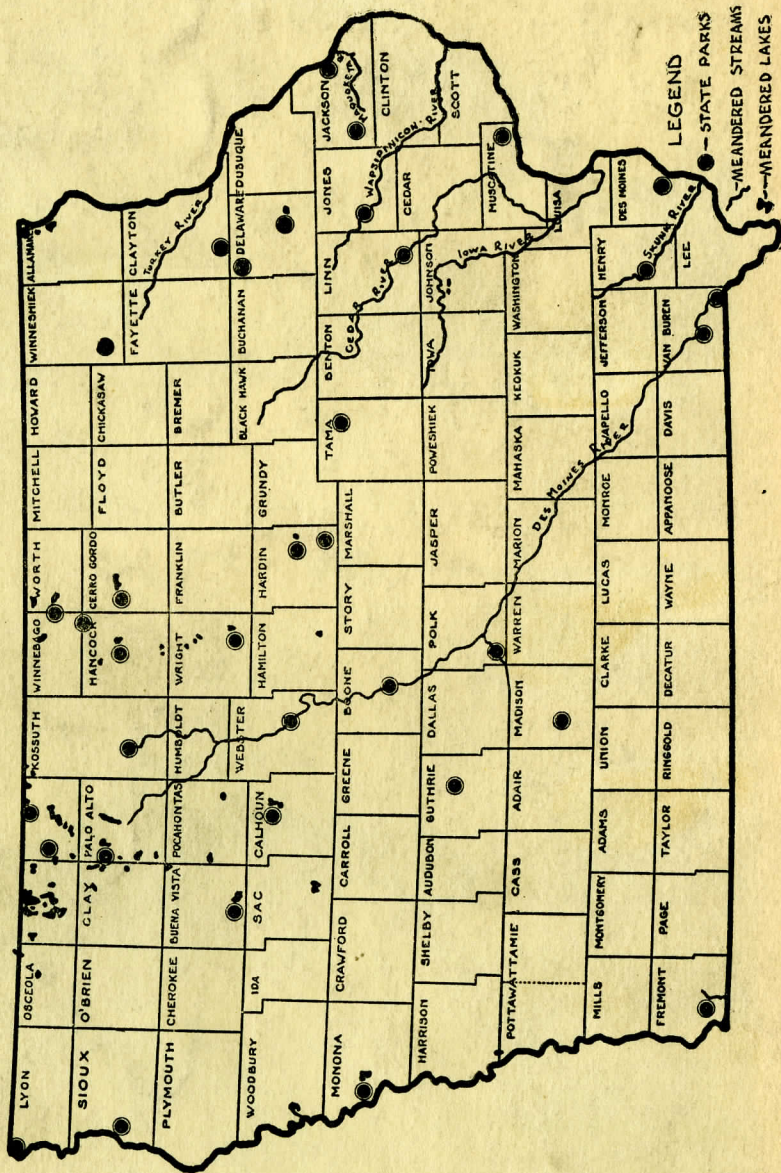 LYON
OSCEOLA
KOSSUTH
WINNEBAGO
WORTH
MITCHELL
HOWARD
WINNESHIEK
ALLAMAKEE
SIOUX
O'BRIEN
CLAY
PALO ALTO
HANCOCK
CERRO GORDO
FLOYD
CHICKASAW
FAYETTE
CLAYTON
TURKEY RIVER
PLYMOUTH
CHEROKEE
BUENA VISTA
POCAHONTAS
HUMBOLDT
WRIGHT
FRANKLIN
BUTLER
BREMER
BLACK HAWK
BUCHANAN
DELAWARE
DUBUQUE
WOODBURY
IDA
SAC
CALHOUN
WEBSTER
HAMILTON
HARDIN
GRUNDY
MONONA
CRAWFORD
CARROLL
GREENE
BOONE
STORY
MARSHALL
TAMA
BENTON
LINN
JONES
JACKSON
MAQUOKETA
CLINTON
CEDAR RIVER
WAPSIPINICON RIVER
HARRISON
SHELBY
AUDUBON
GUTHRIE
DALLAS
POLK
JASPER
POWESHIEK
IOWA
JOHNSON
CEDAR
SCOTT
MUSCATINE
IOWA RIVER
POTTAWATTAMIE
CASS
ADAIR
MADISON
WARREN
MARION
MAHASKA
KEOKUK
WASHINGTON
LOUISA
DES MOINES RIVER
MILLS
MONTGOMERY
ADAMS
UNION
CLARKE
LUCAS
MONROE
WAPELLO
JEFFERSON
HENRY
DES MOINES
SKUNK RIVER
FREMONT
PAGE
TAYLOR
RINGGOLD
DECATUR
WAYNE
APPANOOSE
DAVIS
VAN BUREN
LEE
LEGEND
—STATE PARKS
—MEANDERED STREAMS
—MEANDERED LAKES